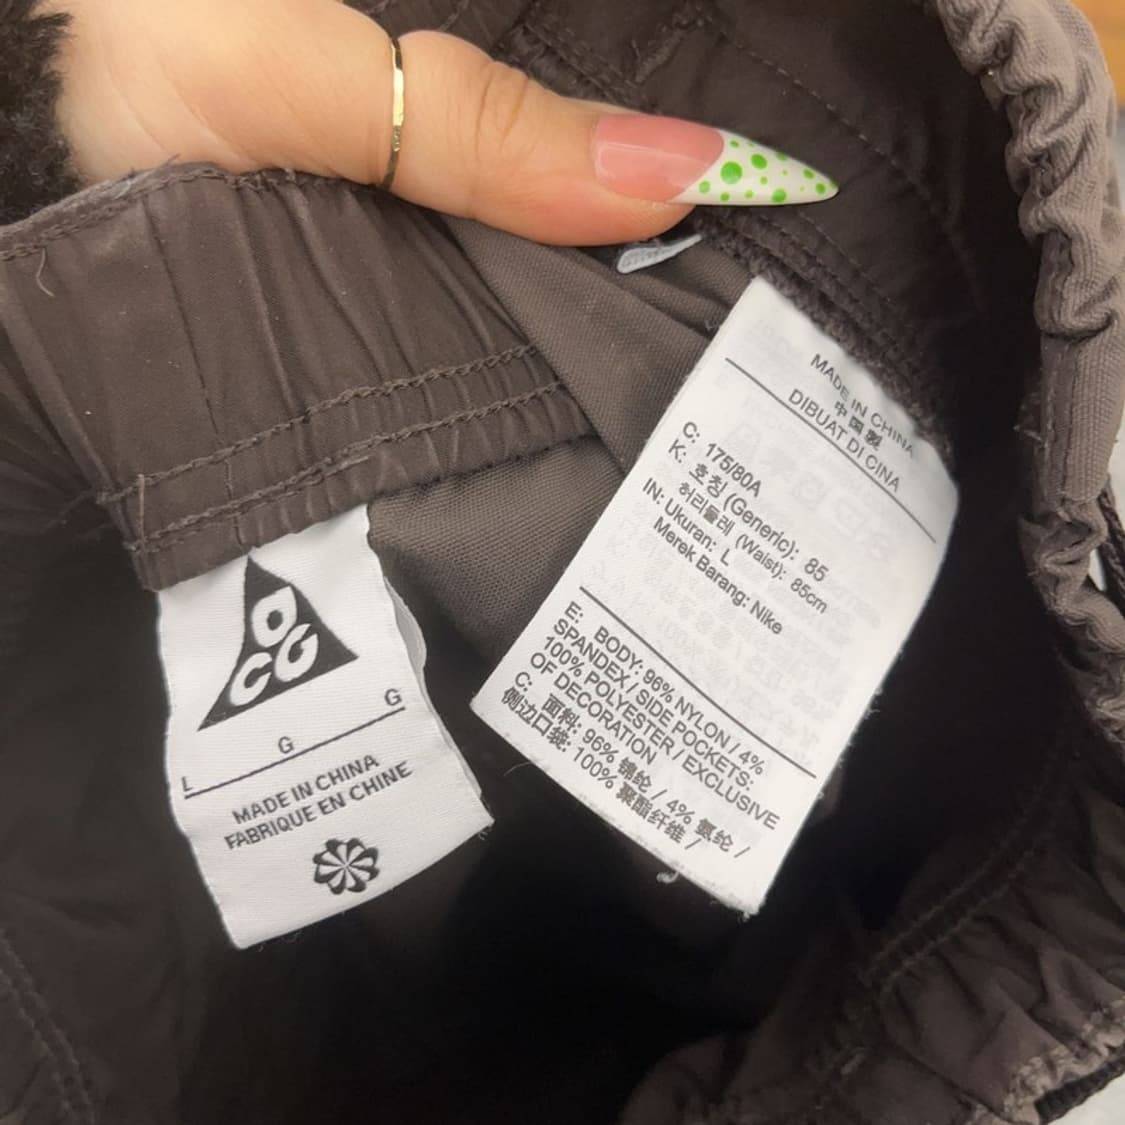 ACG
L G G
MADE IN CHINA
FABRIQUE EN CHINE
MADE IN CHINA
中国製
DIBUAT DI CINA
C: 175/80A
K: 호칭 (Generic): 85
허리둘레 (Waist): 85cm
IN: Ukuran: L
Merek Barang: Nike
E: BODY: 96% NYLON / 4%
SPANDEX / SIDE POCKETS:
100% POLYESTER / EXCLUSIVE
OF DECORATION
C: 面料: 96% 锦纶 / 4% 氨纶 /
侧边口袋: 100% 聚酯纤维 /